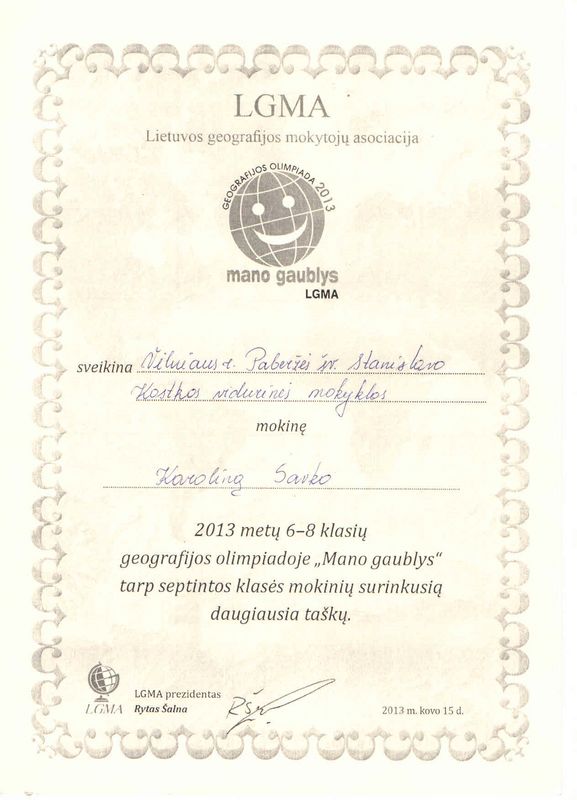 LGMA
Lietuvos geografijos mokytojų asociacija
GEOGRAFIJOS OLIMPIADA 2013
mano gaublys
LGMA
sveikina Vilniaus r. Paberžės šv. Stanislavo
Kostkos vidurinės mokyklos
mokinę
Karoliną Savko
2013 metų 6–8 klasių
geografijos olimpiadoje „Mano gaublys“
tarp septintos klasės mokinių surinkusią
daugiausia taškų.
LGMA
LGMA prezidentas
Rytas Šalna
2013 m. kovo 15 d.